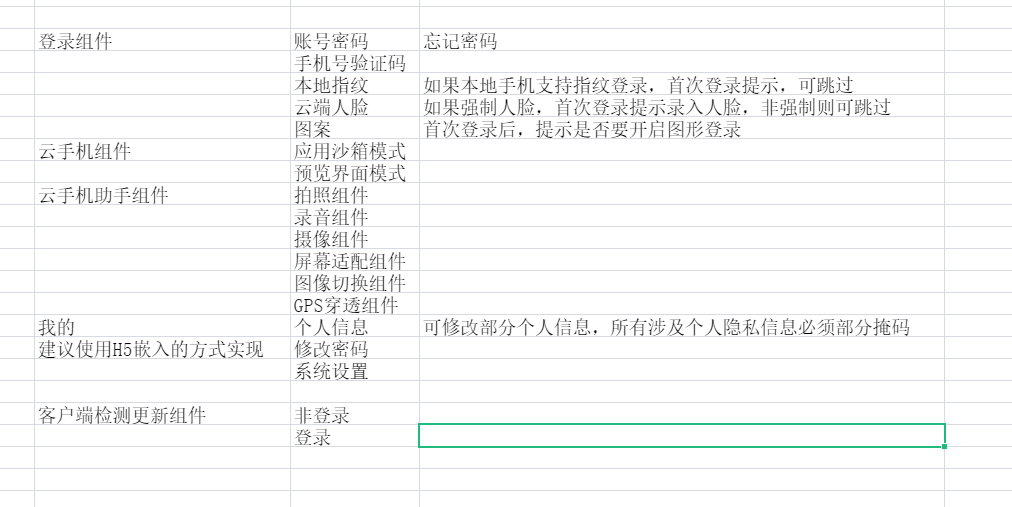 登录组件 账号密码 忘记密码
手机号验证码
本地指纹 如果本地手机支持指纹登录，首次登录提示，可跳过
云端人脸 如果强制人脸，首次登录提示录入人脸，非强制则可跳过
图案 首次登录后，提示是否要开启图形登录
云手机组件 应用沙箱模式
预览界面模式
云手机助手组件 拍照组件
录音组件
摄像组件
屏幕适配组件
图像切换组件
GPS穿透组件
我的 个人信息 可修改部分个人信息，所有涉及个人隐私信息必须部分掩码
建议使用H5嵌入的方式实现 修改密码
系统设置
客户端检测更新组件 非登录
登录